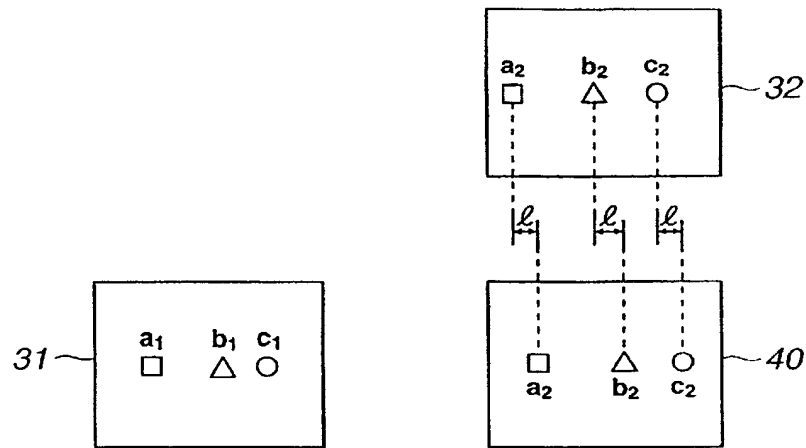 a₂ b₂ c₂
32
ℓ ℓ ℓ
a₁ b₁ c₁
31
40
a₂ b₂ c₂